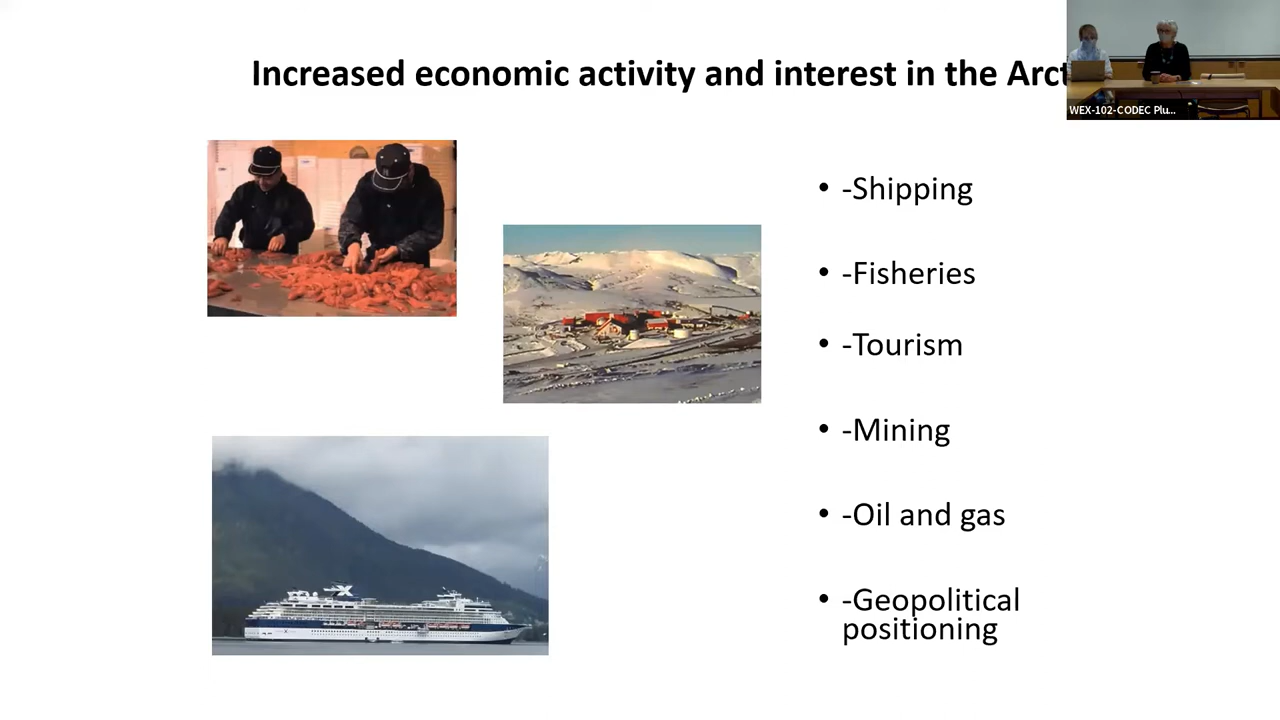 Increased economic activity and interest in the Arct
WEX-102-CODEC Plu...
• -Shipping
• -Fisheries
• -Tourism
• -Mining
• -Oil and gas
• -Geopolitical
positioning
X